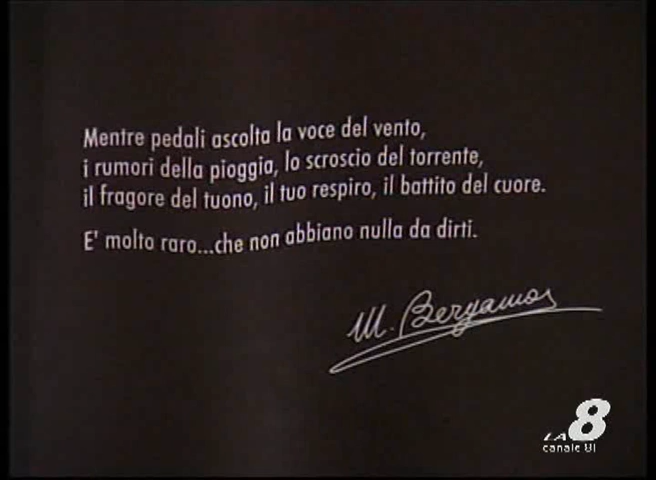 Mentre pedali ascolta la voce del vento,
i rumori della pioggia, lo scroscio del torrente,
il fragore del tuono, il tuo respiro, il battito del cuore.
E' molto raro...che non abbiano nulla da dirti.
M. Bergamo
LA 8
canale 81